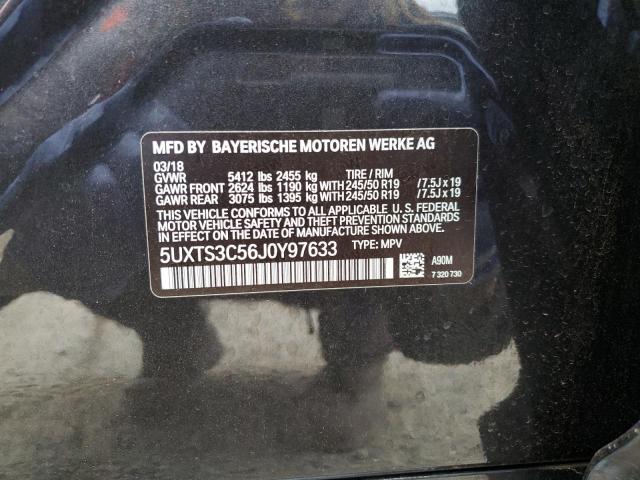 MFD BY BAYERISCHE MOTOREN WERKE AG
03/18
GVWR 5412 lbs 2455 kg TIRE / RIM
GAWR FRONT 2624 lbs 1190 kg WITH 245/50 R19 /7.5J x 19
GAWR REAR 3075 lbs 1395 kg WITH 245/50 R19 /7.5J x 19
THIS VEHICLE CONFORMS TO ALL APPLICABLE U. S. FEDERAL
MOTOR VEHICLE SAFETY, BUMPER, AND THEFT PREVENTION
STANDARDS IN EFFECT ON THE DATE OF MANUFACTURE SHOWN ABOVE.
5UXTS3C56J0Y97633 TYPE: MPV
A90M
7 320 730